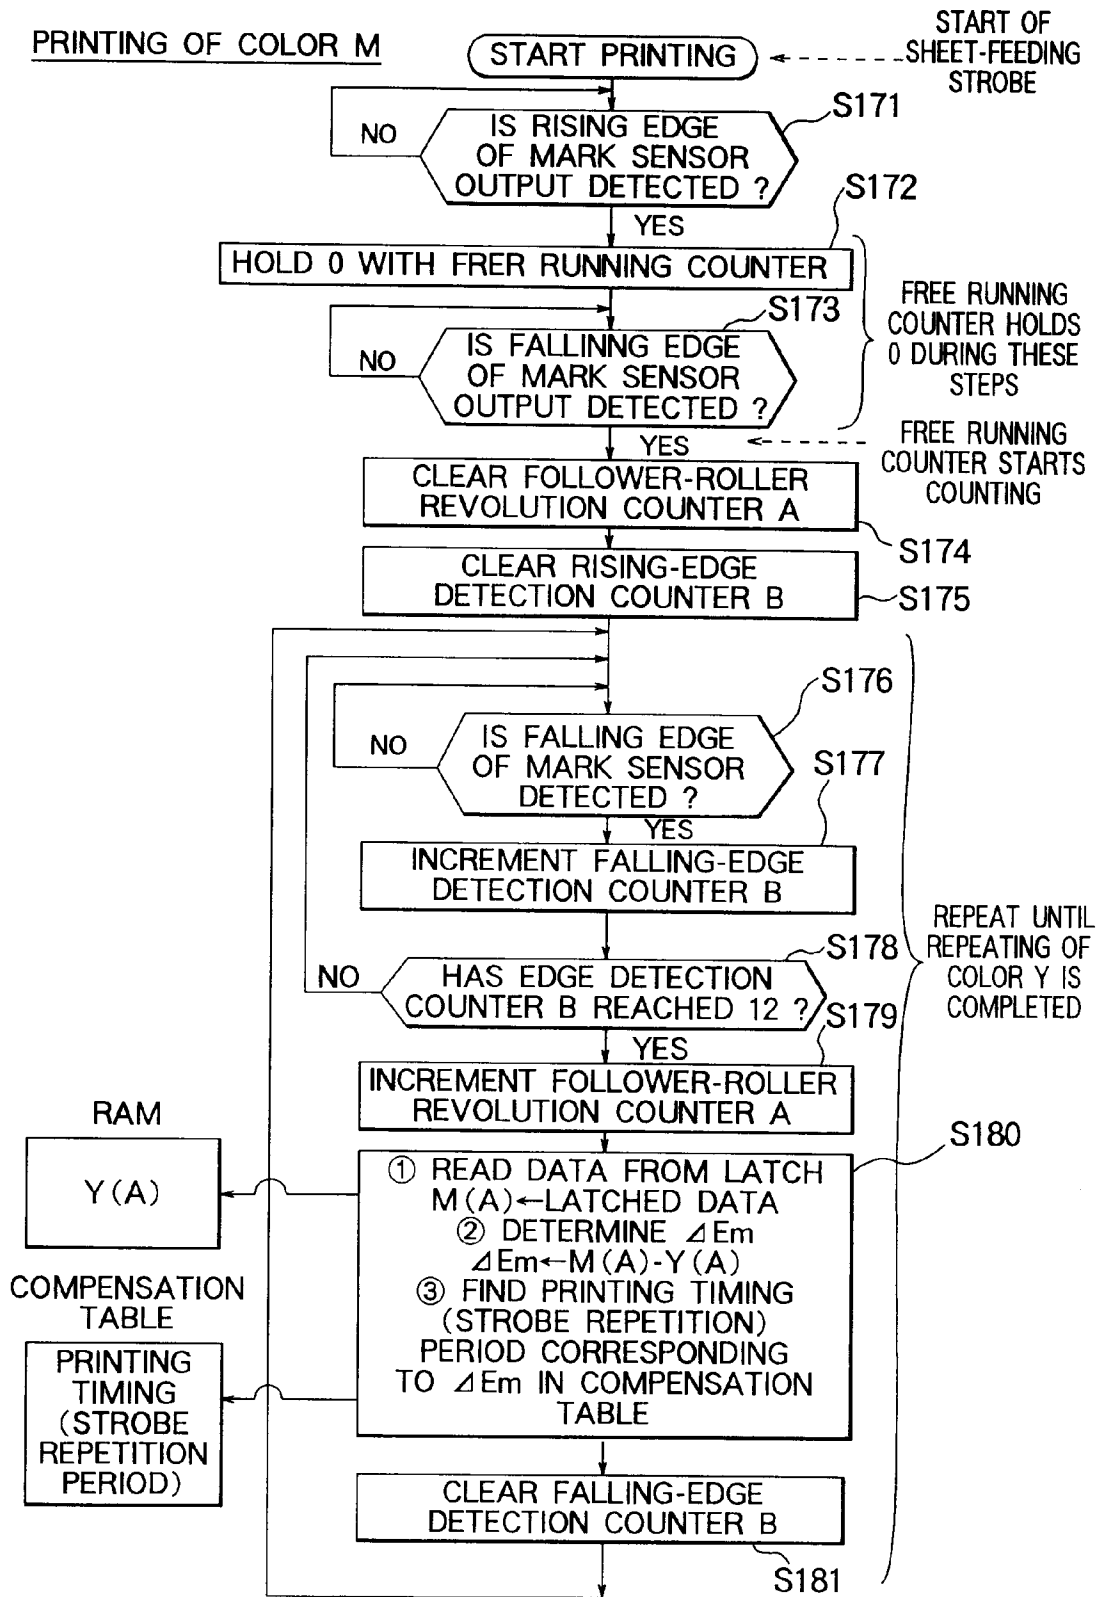 PRINTING OF COLOR M
START PRINTING
START OF
SHEET-FEEDING
STROBE
S171
IS RISING EDGE
OF MARK SENSOR
OUTPUT DETECTED ?
NO
YES
S172
HOLD 0 WITH FRER RUNNING COUNTER
S173
IS FALLINNG EDGE
OF MARK SENSOR
OUTPUT DETECTED ?
NO
YES
FREE RUNNING
COUNTER HOLDS
0 DURING THESE
STEPS
FREE RUNNING
COUNTER STARTS
COUNTING
CLEAR FOLLOWER-ROLLER
REVOLUTION COUNTER A
S174
CLEAR RISING-EDGE
DETECTION COUNTER B
S175
S176
IS FALLING EDGE
OF MARK SENSOR
DETECTED ?
NO
YES
S177
INCREMENT FALLING-EDGE
DETECTION COUNTER B
S178
HAS EDGE DETECTION
COUNTER B REACHED 12 ?
NO
YES
S179
INCREMENT FOLLOWER-ROLLER
REVOLUTION COUNTER A
REPEAT UNTIL
REPEATING OF
COLOR Y IS
COMPLETED
RAM
Y(A)
S180
① READ DATA FROM LATCH
M(A)←LATCHED DATA
② DETERMINE ⊿Em
⊿Em←M(A)-Y(A)
③ FIND PRINTING TIMING
(STROBE REPETITION)
PERIOD CORRESPONDING
TO ⊿Em IN COMPENSATION
TABLE
COMPENSATION
TABLE
PRINTING
TIMING
(STROBE
REPETITION
PERIOD)
CLEAR FALLING-EDGE
DETECTION COUNTER B
S181